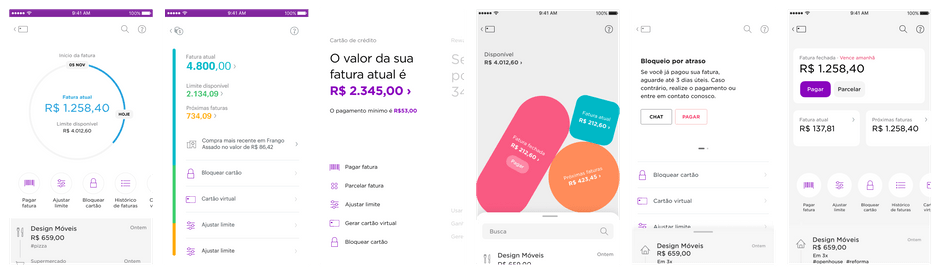 9:41 AM
100%
Início da fatura
05 NOV
Fatura atual
R$ 1.258,40
HOJE
Limite disponível
R$ 4.012,60
Pagar
fatura
Ajustar
limite
Bloquear
cartão
Histórico
de faturas
Design Móveis
Ontem
R$ 659,00
#pizza
Supermercado
9:41 AM
100%
Fatura atual
4.800,00 ›
Limite disponível
2.134,09 ›
Próximas faturas
734,09 ›
Compra mais recente em Frango
Assado no valor de R$ 86,42
Bloquear cartão
Cartão virtual
Ajustar limite
Ajustar limite
Cartão de crédito
O valor da sua
fatura atual é
R$ 2.345,00 ›
O pagamento mínimo é R$53,00
Pagar fatura
Parcelar fatura
Ajustar limite
Gerar cartão virtual
Bloquear cartão
9:41 AM
100%
Disponível
R$ 4.012,60 ›
Fatura atual
R$ 212,60 ›
Fatura fechada
R$ 212,60 ›
Pagar
Próximas faturas
R$ 423,45 ›
Busca
Design Móveis
Ontem
R$ 659,00
Bloqueio por atraso
Se você já pagou sua fatura,
aguarde até 3 dias úteis. Caso
contrário, realize o pagamento ou
entre em contato conosco.
CHAT
PAGAR
Bloquear cartão
Cartão virtual
Design Móveis
Ontem
R$ 659,00
Em 3x
9:41 AM
100%
Fatura fechada · Vence amanhã
R$ 1.258,40
Pagar
Parcelar
Fatura atual
R$ 137,81
Próximas faturas
R$ 1.258,40
Pagar
fatura
Ajustar
limite
Bloquear
cartão
Histórico
de faturas
Design Móveis
Ontem
R$ 659,00
Em 3x
#openhouse #reforma